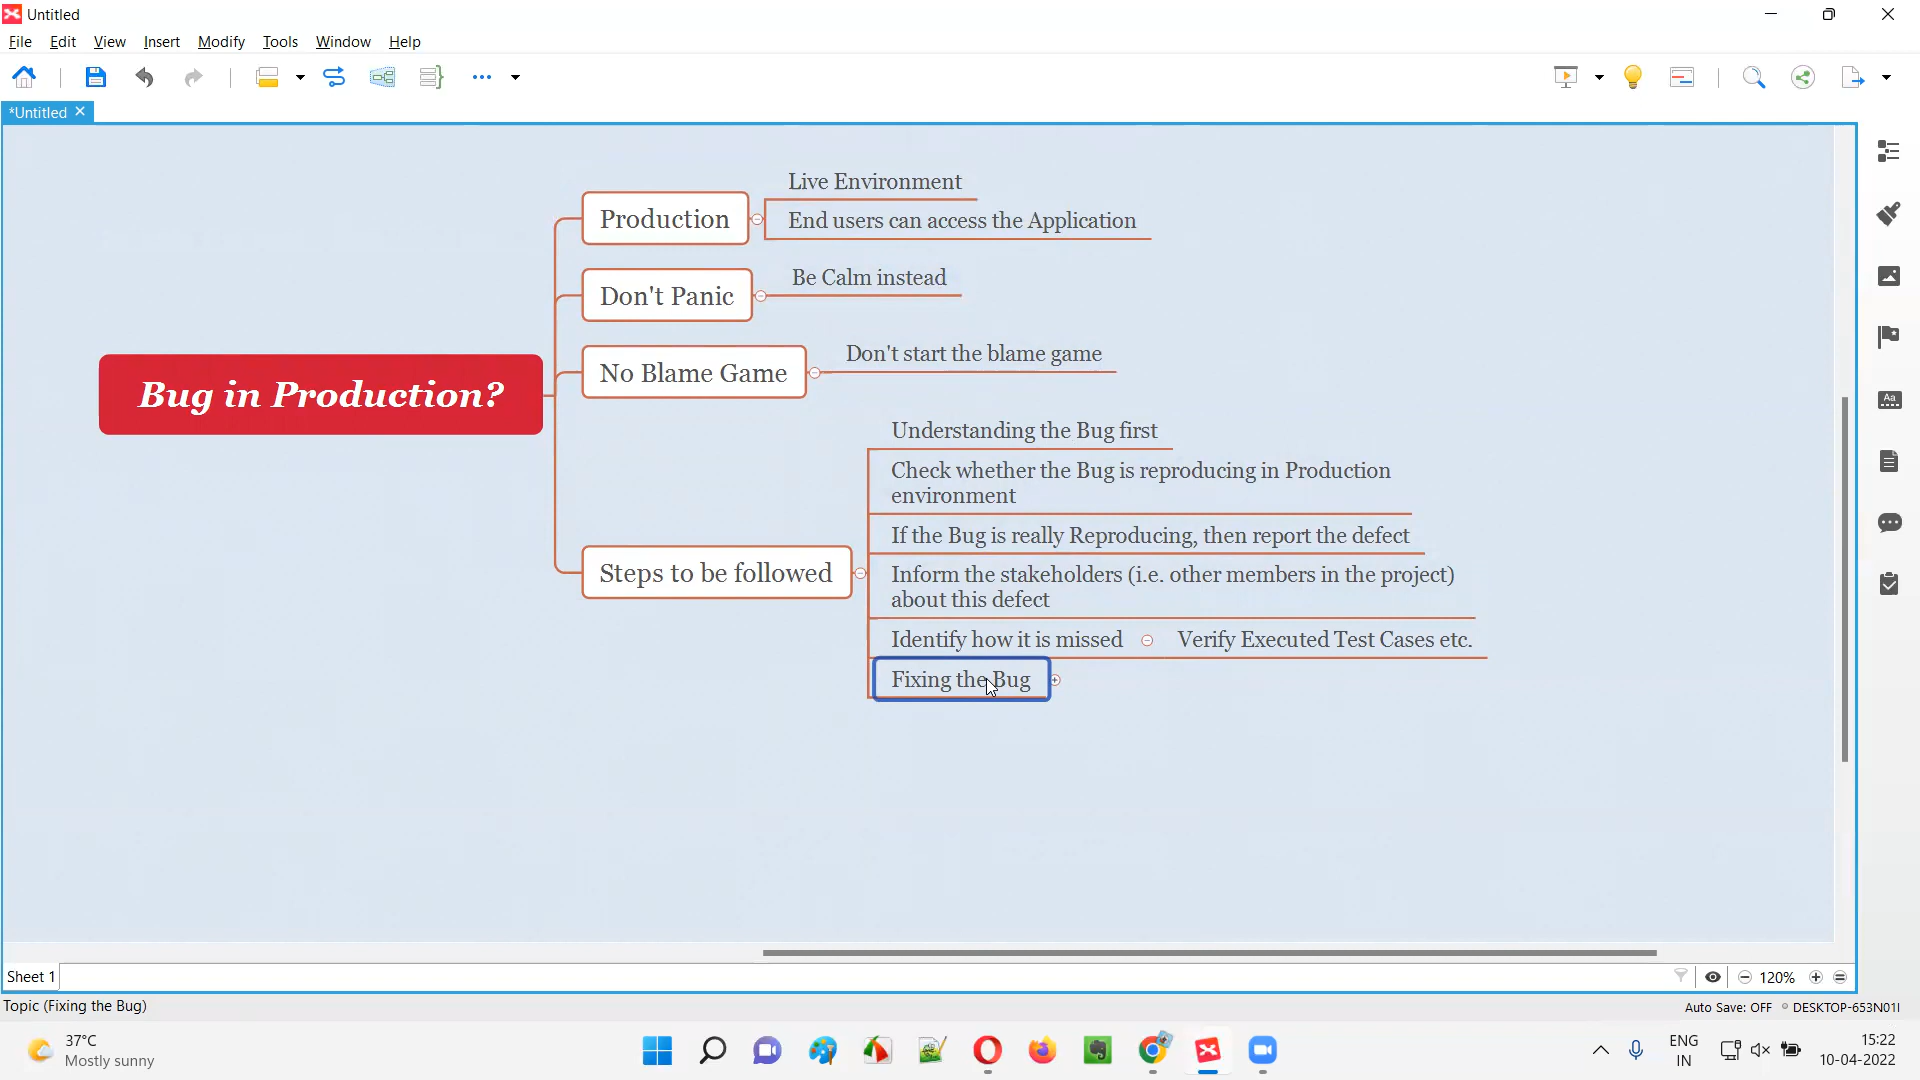 Untitled
File Edit View Insert Modify Tools Window Help
*Untitled
Live Environment
Production
End users can access the Application
Be Calm instead
Don't Panic
Don't start the blame game
No Blame Game
Bug in Production?
Understanding the Bug first
Check whether the Bug is reproducing in Production
environment
If the Bug is really Reproducing, then report the defect
Steps to be followed
Inform the stakeholders (i.e. other members in the project)
about this defect
Identify how it is missed
Verify Executed Test Cases etc.
Fixing the Bug
Aa
Sheet 1
120%
Topic (Fixing the Bug)
Auto Save: OFF
DESKTOP-653N01I
37°C
Mostly sunny
ENG
IN
15:22
10-04-2022